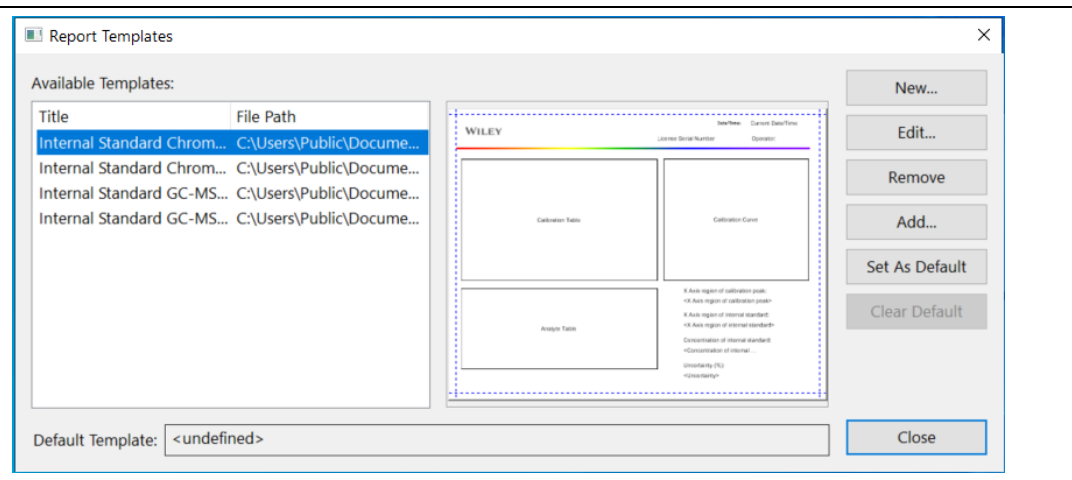 Report Templates
Available Templates:
Title File Path
Internal Standard Chrom... C:\Users\Public\Docume...
Internal Standard Chrom... C:\Users\Public\Docume...
Internal Standard GC-MS... C:\Users\Public\Docume...
Internal Standard GC-MS... C:\Users\Public\Docume...
WILEY
Date/Time: Current Date/Time
License Serial Number Operator:
Calibration Table
Calibration Curve
Analyte Table
X Axis region of calibration peak:
<X Axis region of calibration peak>
X Axis region of internal standard:
<X Axis region of internal standard>
Concentration of internal standard:
<Concentration of internal ...
Uncertainty (%):
<Uncertainty>
New...
Edit...
Remove
Add...
Set As Default
Clear Default
Default Template: <undefined>
Close